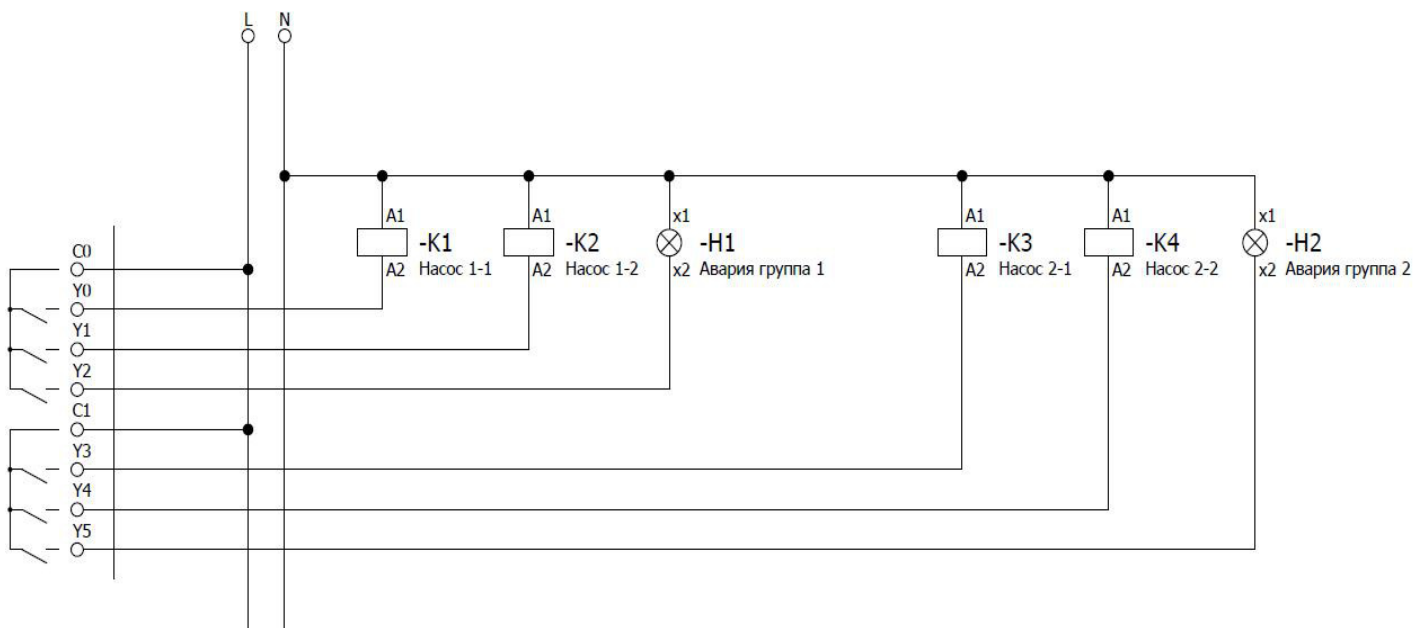 L N
A1 A1 x1 A1 A1 x1
-K1 -K2 -H1 -K3 -K4 -H2
A2 Насос 1-1 A2 Насос 1-2 x2 Авария группа 1 A2 Насос 2-1 A2 Насос 2-2 x2 Авария группа 2
C0
Y0
Y1
Y2
C1
Y3
Y4
Y5